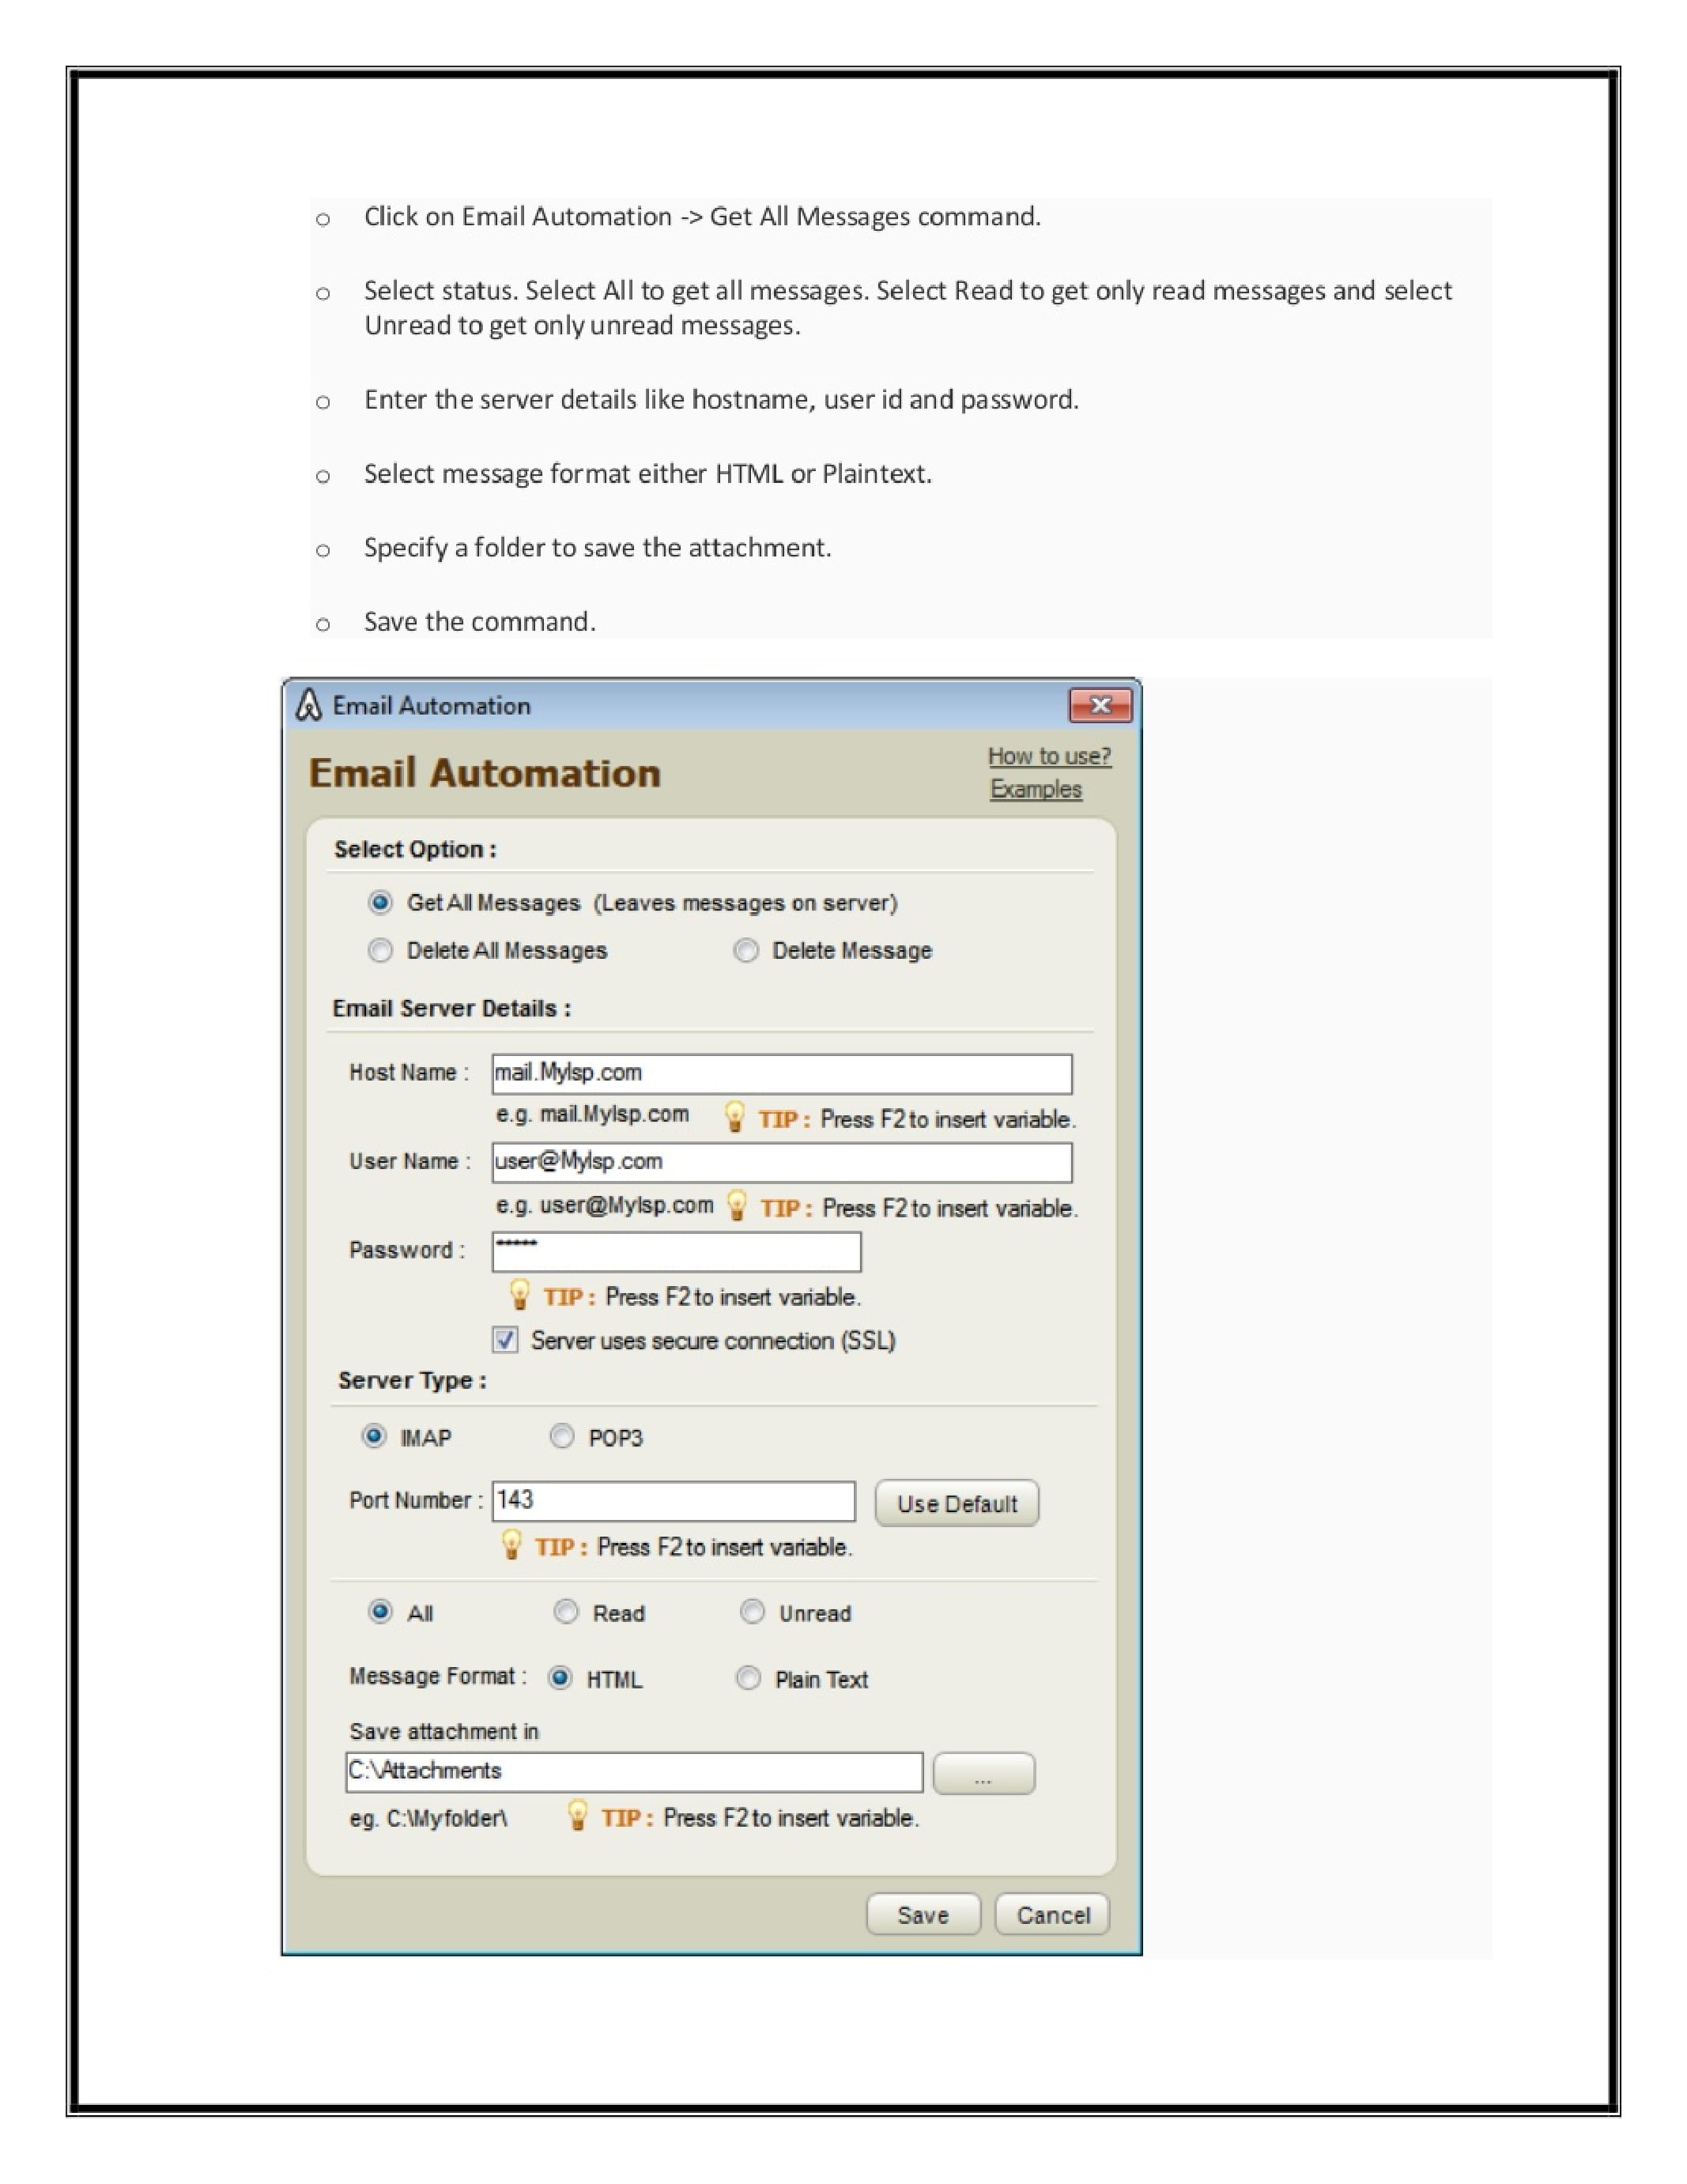 o Click on Email Automation -> Get All Messages command.
o Select status. Select All to get all messages. Select Read to get only read messages and select
Unread to get only unread messages.
o Enter the server details like hostname, user id and password.
o Select message format either HTML or Plaintext.
o Specify a folder to save the attachment.
o Save the command.
Email Automation
Email Automation
How to use?
Examples
Select Option :
Get All Messages (Leaves messages on server)
Delete All Messages Delete Message
Email Server Details :
Host Name : mail.MyIsp.com
e.g. mail.MyIsp.com TIP : Press F2 to insert variable.
User Name : user@MyIsp.com
e.g. user@MyIsp.com TIP : Press F2 to insert variable.
Password : *****
TIP : Press F2 to insert variable.
Server uses secure connection (SSL)
Server Type :
IMAP POP3
Port Number : 143 Use Default
TIP : Press F2 to insert variable.
All Read Unread
Message Format : HTML Plain Text
Save attachment in
C:\Attachments ...
eg. C:\Myfolder\ TIP : Press F2 to insert variable.
Save Cancel